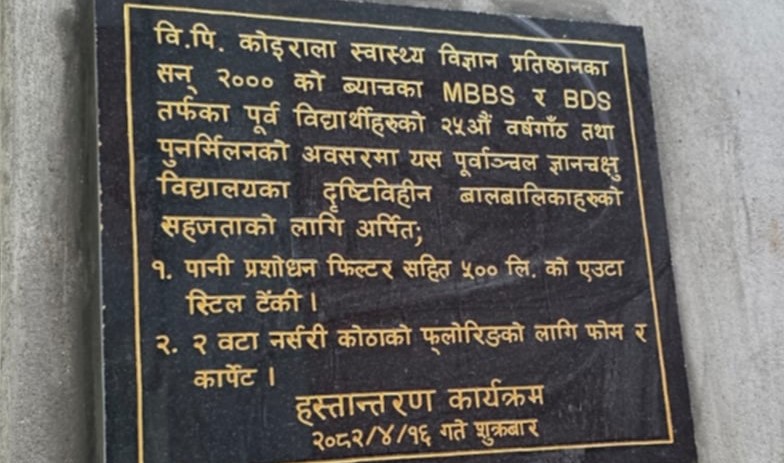 वि.पि. कोइराला स्वास्थ्य विज्ञान प्रतिष्ठानका
सन् २००० को ब्याचका MBBS र BDS
तर्फका पूर्व विद्यार्थीहरुको २५औं वर्षगाँठ तथा
पुनर्मिलनको अवसरमा यस पूर्वाञ्चल ज्ञानचक्षु
विद्यालयका दृष्टिविहीन बालबालिकाहरुको
सहजताको लागि अर्पित;
१. पानी प्रशोधन फिल्टर सहित ५०० लि. को एउटा
स्टिल टैंकी ।
२. २ वटा नर्सरी कोठाको फ्लोरिङको लागि फोम र
कार्पेट ।
हस्तान्तरण कार्यक्रम
२०८२/४/१६ गते शुक्रबार